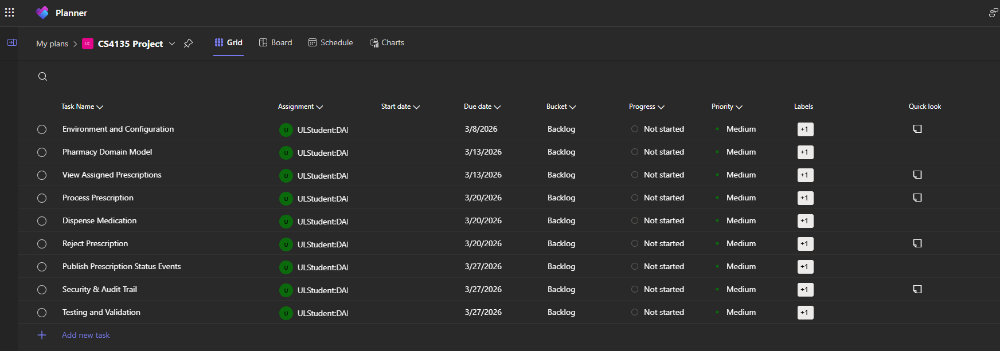 Planner
My plans > UC CS4135 Project Grid Board Schedule Charts
Task Name Assignment Start date Due date Bucket Progress Priority Labels Quick look
Environment and Configuration U ULStudent:DAI 3/8/2026 Backlog Not started Medium +1
Pharmacy Domain Model U ULStudent:DAI 3/13/2026 Backlog Not started Medium +1
View Assigned Prescriptions U ULStudent:DAI 3/13/2026 Backlog Not started Medium +1
Process Prescription U ULStudent:DAI 3/20/2026 Backlog Not started Medium +1
Dispense Medication U ULStudent:DAI 3/20/2026 Backlog Not started Medium +1
Reject Prescription U ULStudent:DAI 3/20/2026 Backlog Not started Medium +1
Publish Prescription Status Events U ULStudent:DAI 3/27/2026 Backlog Not started Medium +1
Security & Audit Trail U ULStudent:DAI 3/27/2026 Backlog Not started Medium +1
Testing and Validation U ULStudent:DAI 3/27/2026 Backlog Not started Medium +1
Add new task